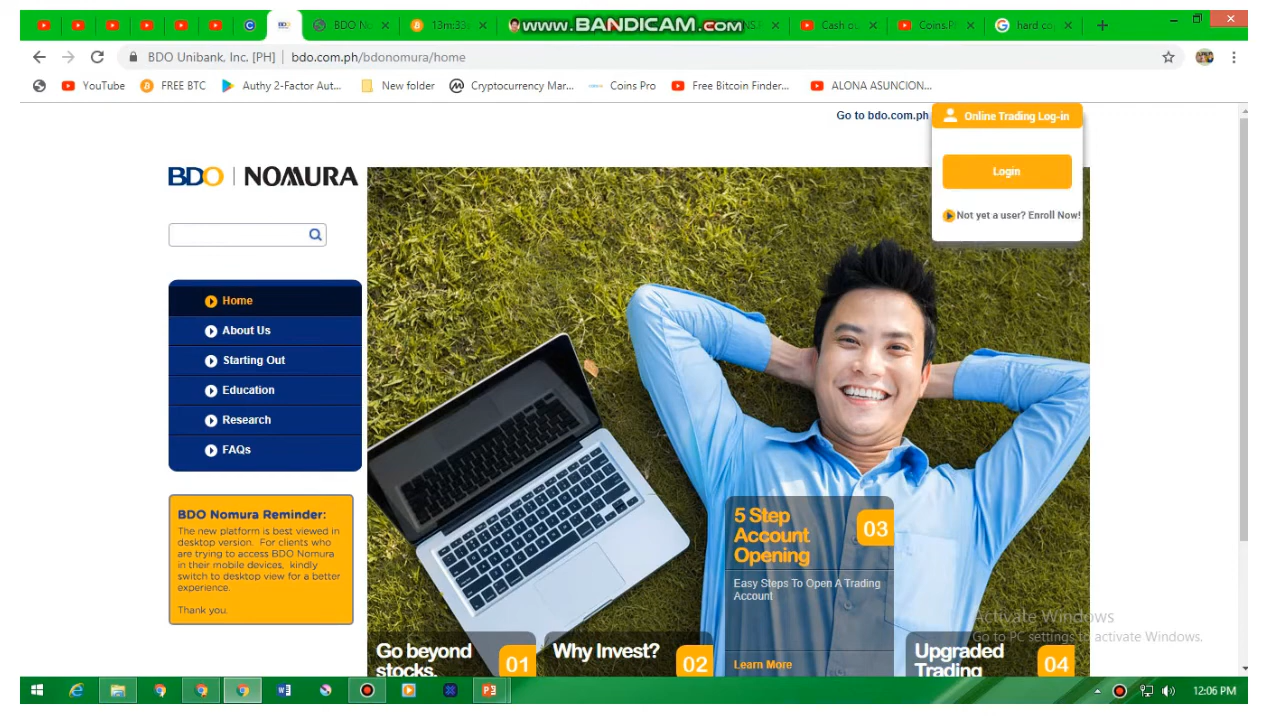 BDO N
13m:33
www.BANDICAM.com
Cash ou
Coins.P
hard co
BDO Unibank, Inc. [PH] | bdo.com.ph/bdonomura/home
YouTube
FREE BTC
Authy 2-Factor Aut...
New folder
Cryptocurrency Mar...
Coins Pro
Free Bitcoin Finder...
ALONA ASUNCION...
Go to bdo.com.ph
Online Trading Log-in
Login
Not yet a user? Enroll Now!
BDO | NOMURA
Home
About Us
Starting Out
Education
Research
FAQs
BDO Nomura Reminder:
The new platform is best viewed in
desktop version. For clients who
are trying to access BDO Nomura
in their mobile devices, kindly
switch to desktop view for a better
experience.
Thank you.
Go beyond
stocks.
01
Why Invest?
02
5 Step
Account
Opening
03
Easy Steps To Open A Trading
Account
Learn More
Upgraded
Trading
04
Activate Windows
Go to PC settings to activate Windows.
12:06 PM